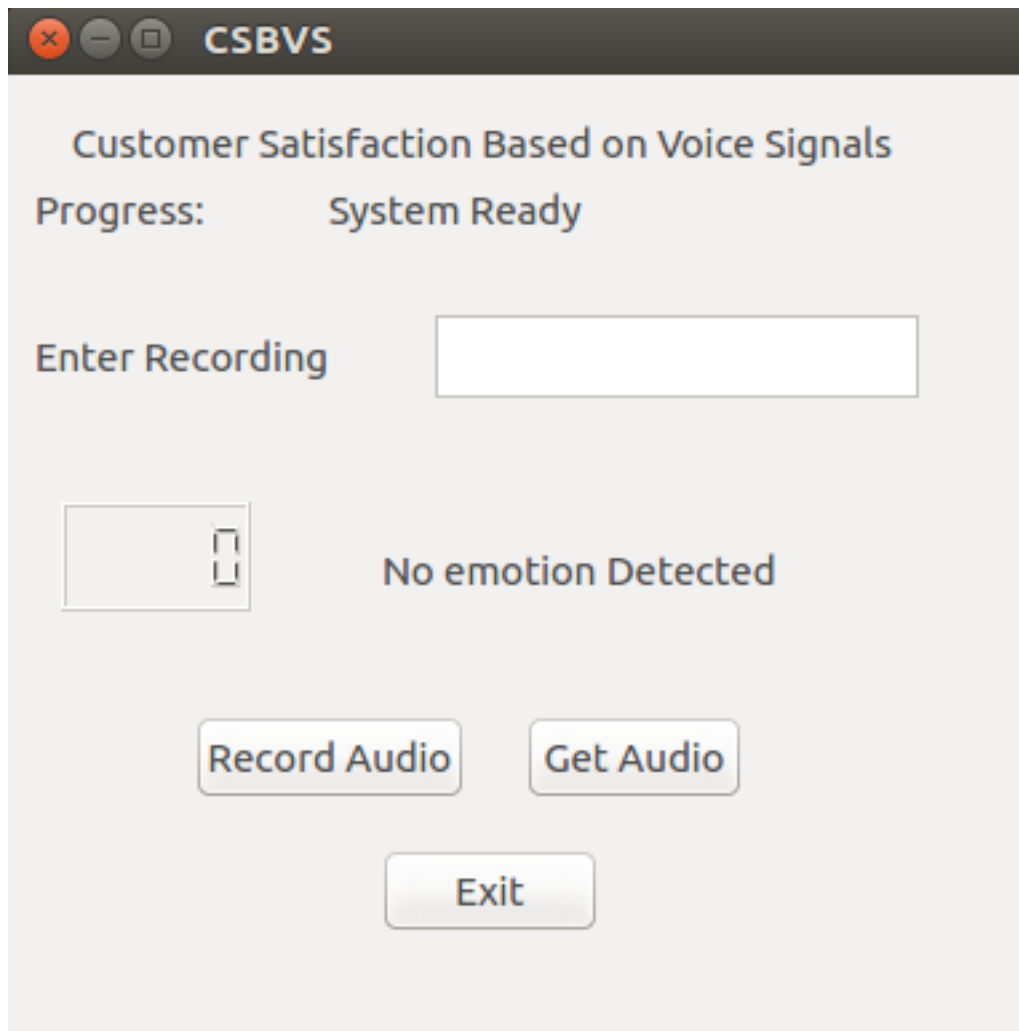 CSBVS
Customer Satisfaction Based on Voice Signals
Progress: System Ready
Enter Recording
0 No emotion Detected
Record Audio Get Audio
Exit